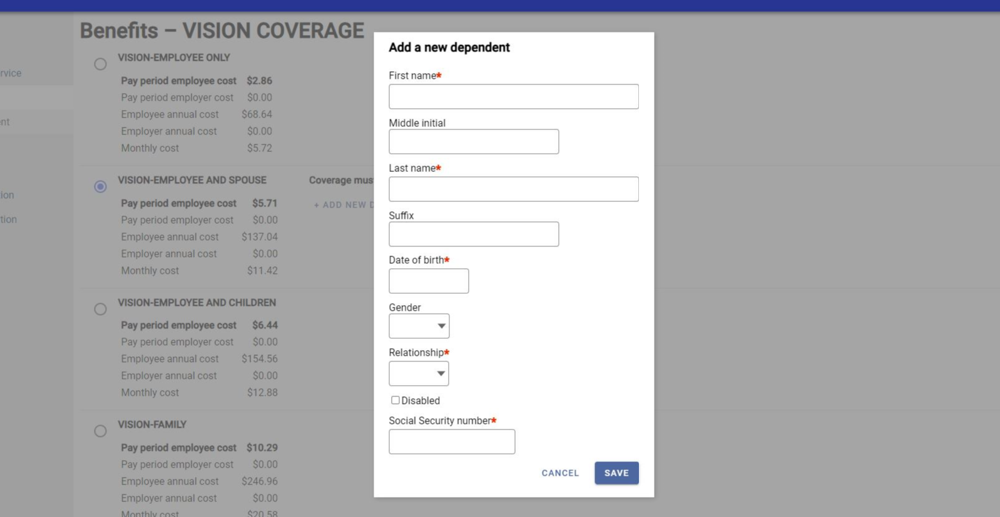 Benefits – VISION COVERAGE
rvice
nt
ion
tion
VISION-EMPLOYEE ONLY
Pay period employee cost $2.86
Pay period employer cost $0.00
Employee annual cost $68.64
Employer annual cost $0.00
Monthly cost $5.72
VISION-EMPLOYEE AND SPOUSE
Pay period employee cost $5.71
Pay period employer cost $0.00
Employee annual cost $137.04
Employer annual cost $0.00
Monthly cost $11.42
Coverage mus
+ ADD NEW D
VISION-EMPLOYEE AND CHILDREN
Pay period employee cost $6.44
Pay period employer cost $0.00
Employee annual cost $154.56
Employer annual cost $0.00
Monthly cost $12.88
VISION-FAMILY
Pay period employee cost $10.29
Pay period employer cost $0.00
Employee annual cost $246.96
Employer annual cost $0.00
Monthly cost $20.58
Add a new dependent
First name*
Middle initial
Last name*
Suffix
Date of birth*
Gender
Relationship*
Disabled
Social Security number*
CANCEL SAVE